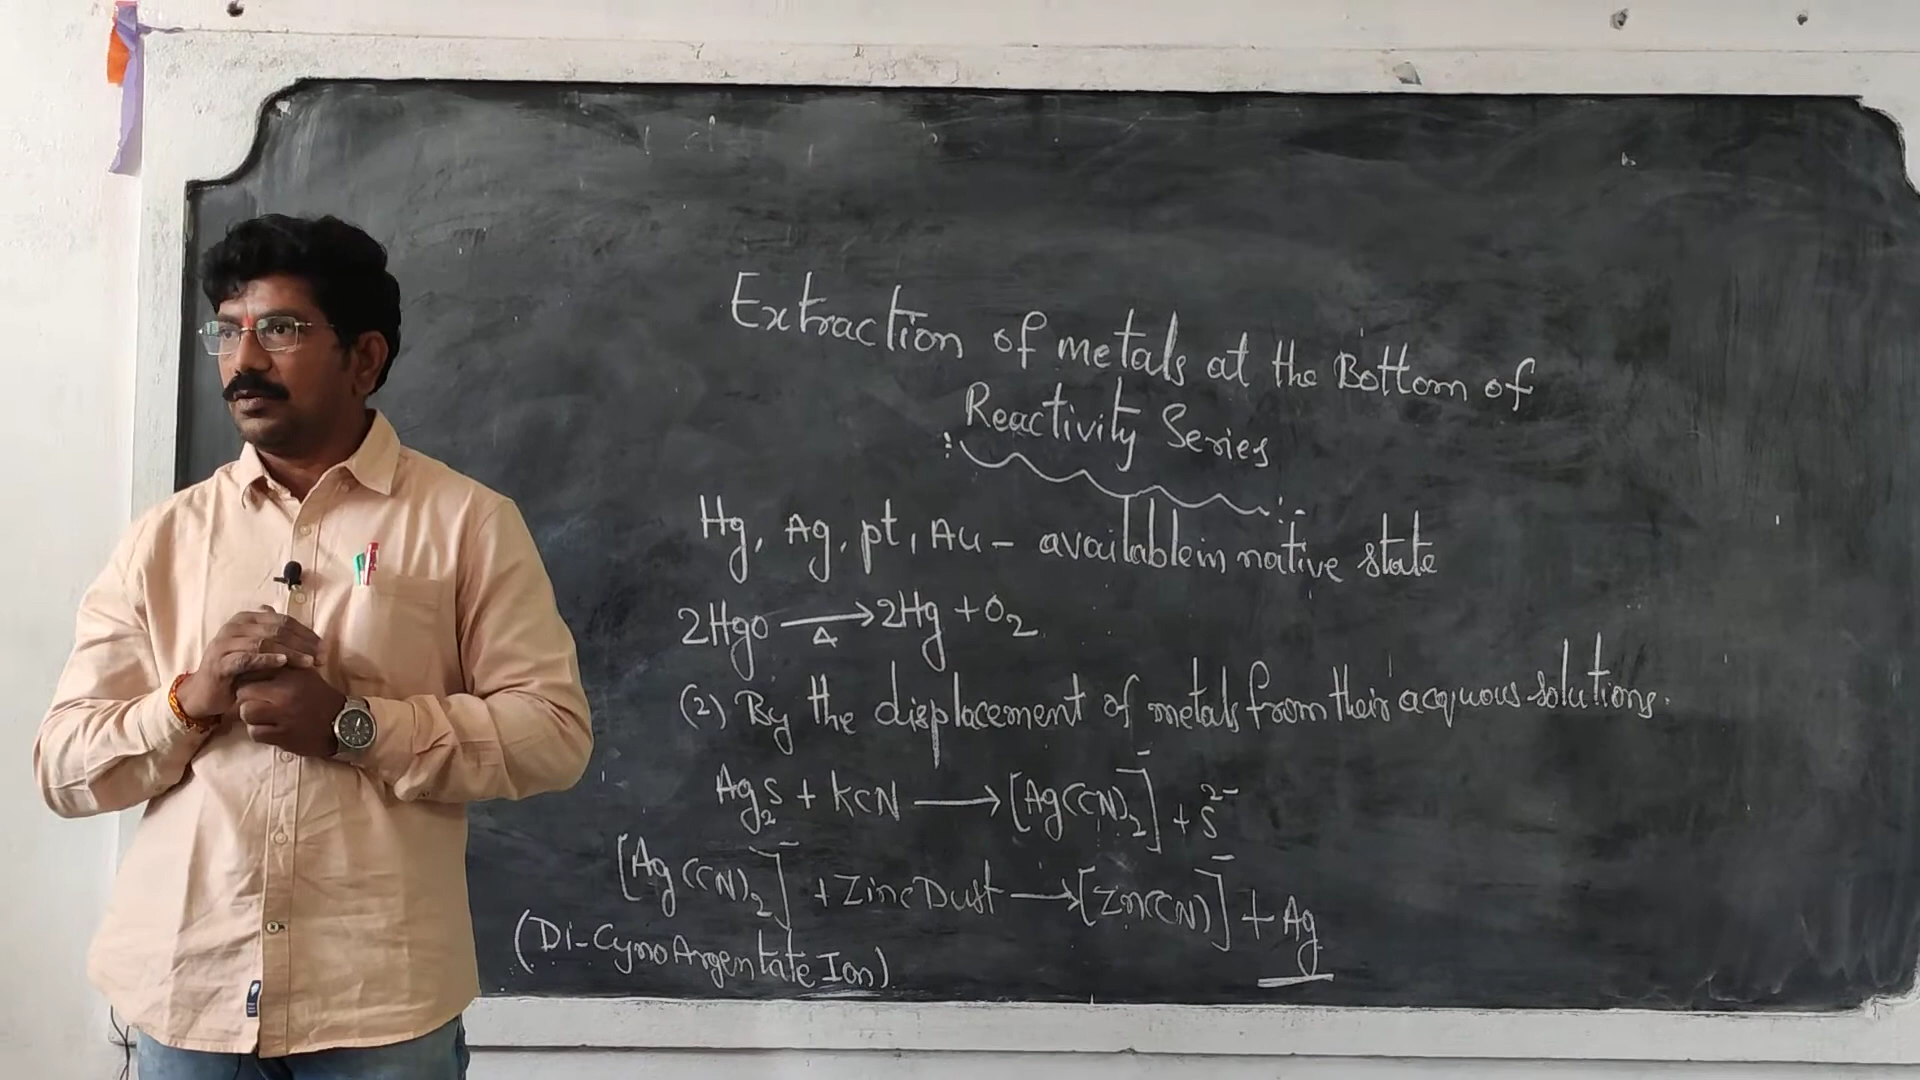 Extraction of metals at the Bottom of
Reactivity Series
Hg, Ag, pt, Au - available in native state
2HgO →Δ 2Hg + O₂
(2) By the displacement of metals from their acquous solutions.
Ag₂S + KCN → [Ag(CN)₂]⁻ + S²⁻
[Ag(CN)₂]⁻ + Zinc Dust → [Zn(CN)]⁻ + Ag
(Di-Cyno Argentate Ion)